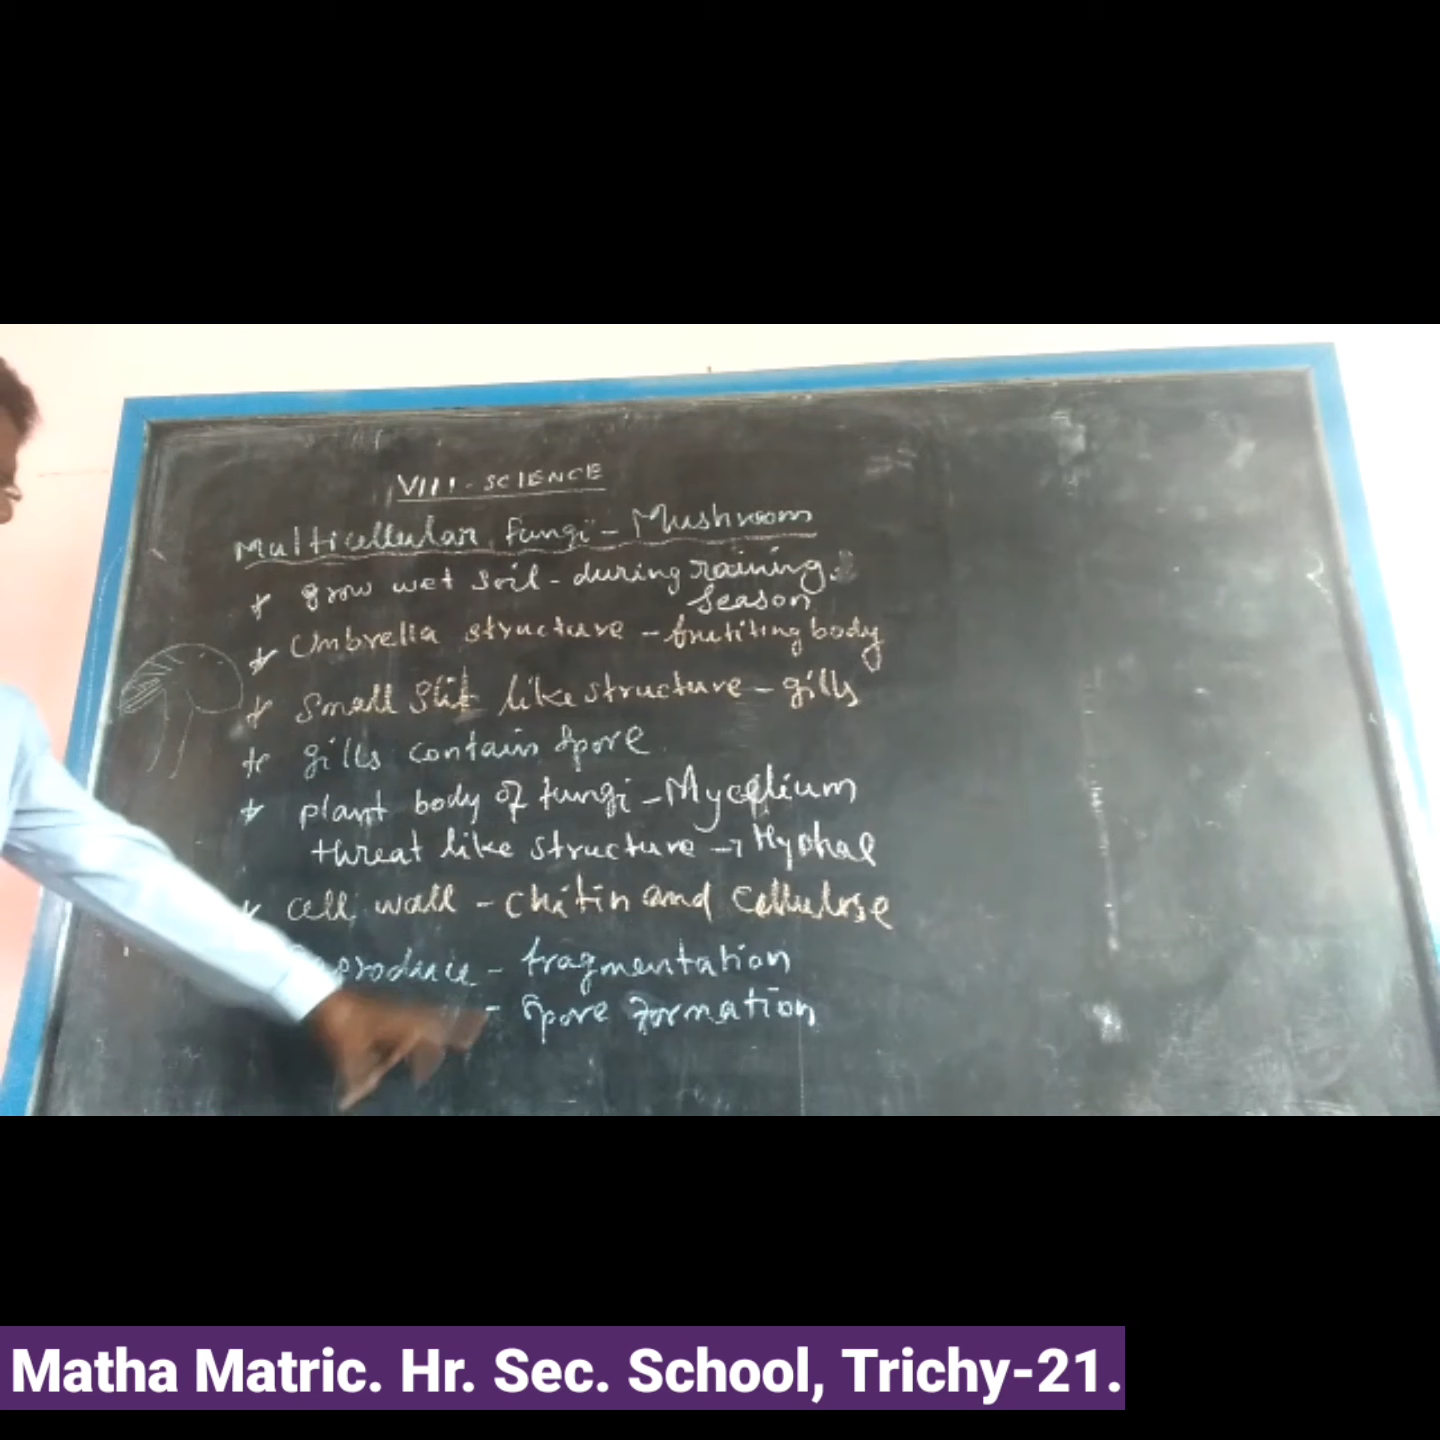 VIII - SCIENCE
Multicellular fungi - Mushroom
* grow wet soil - during raining
season
* Umbrella structure - fruititing body
* Small slit like structure - gills
* gills contain spore
* plant body of fungi - Mycelium
threat like structure → Hyphae
* cell wall - chitin and cellulose
- fragmentation
- spore formation
Matha Matric. Hr. Sec. School, Trichy-21.